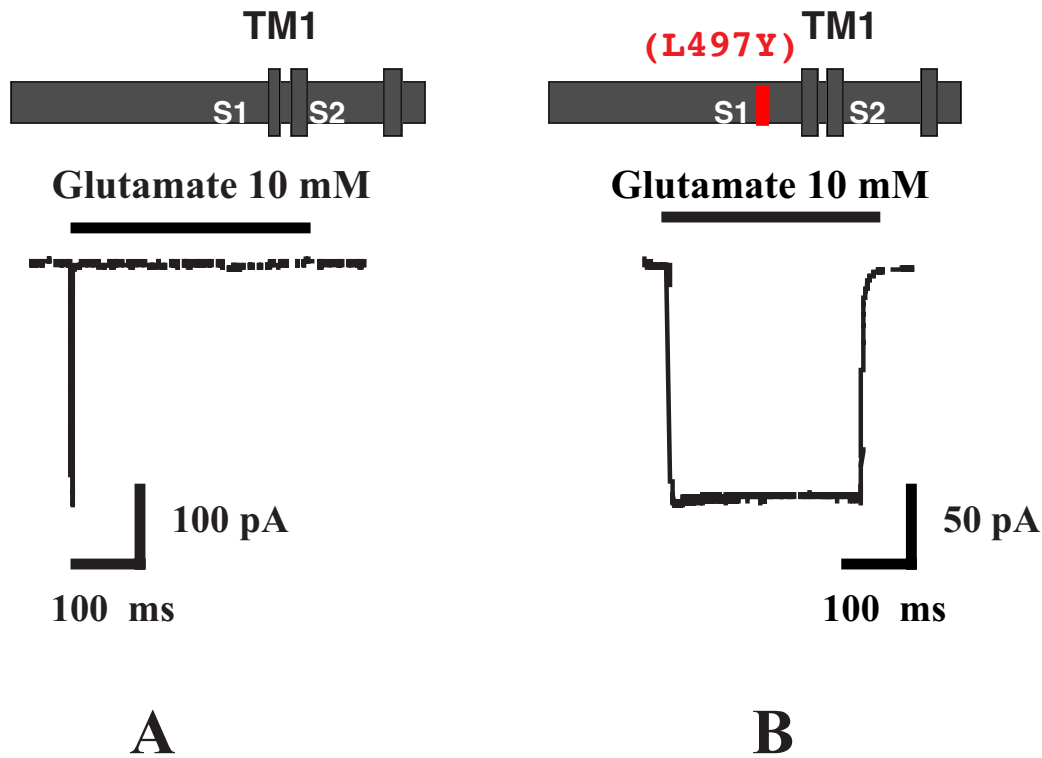 TM1
S1 S2
Glutamate 10 mM
100 pA
100 ms
A
(L497Y) TM1
S1 S2
Glutamate 10 mM
50 pA
100 ms
B